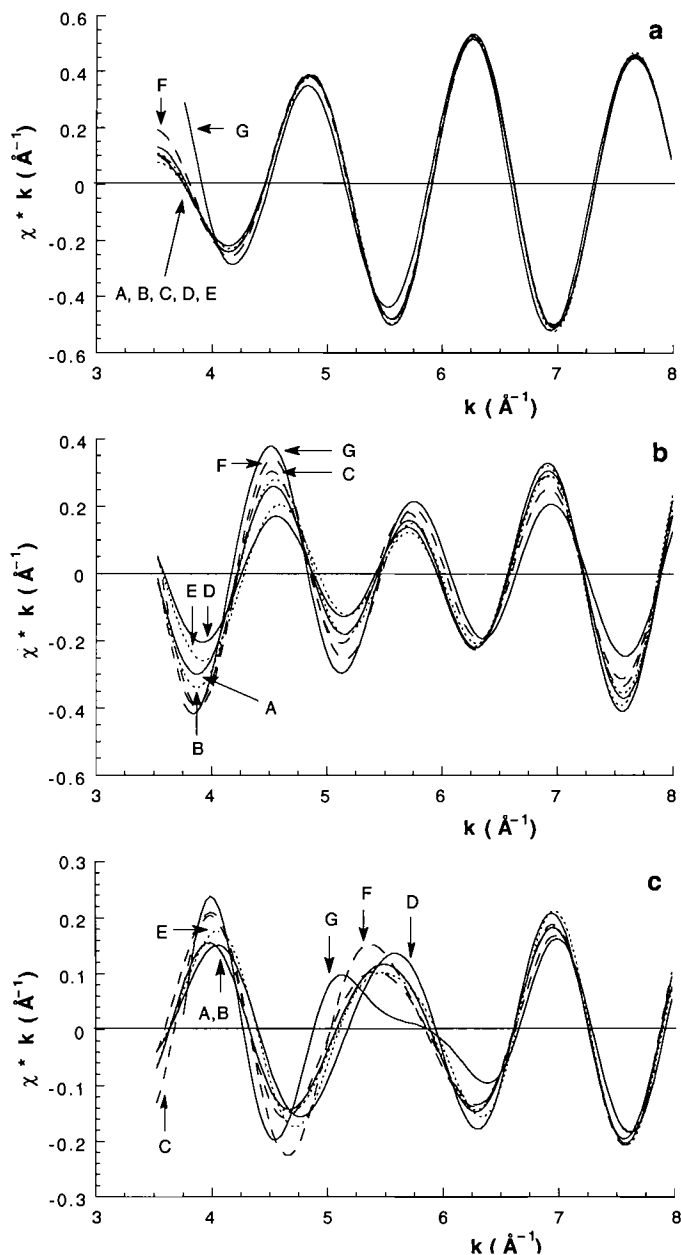 a
0.4
F
G
0.2
χ * k ( Å⁻¹)
0
-0.2
A, B, C, D, E
-0.4
-0.6
3 4 5 6 7 8
k ( Å⁻¹)
0.4
b
G
F
C
0.2
χ * k ( Å⁻¹)
0
E D
-0.2
A
-0.4
B
-0.6
3 4 5 6 7 8
k ( Å⁻¹)
0.3
c
F
D
G
0.2
E
0.1
A,B
χ * k ( Å⁻¹)
0
-0.1
C
-0.2
-0.3
3 4 5 6 7 8
k ( Å⁻¹)